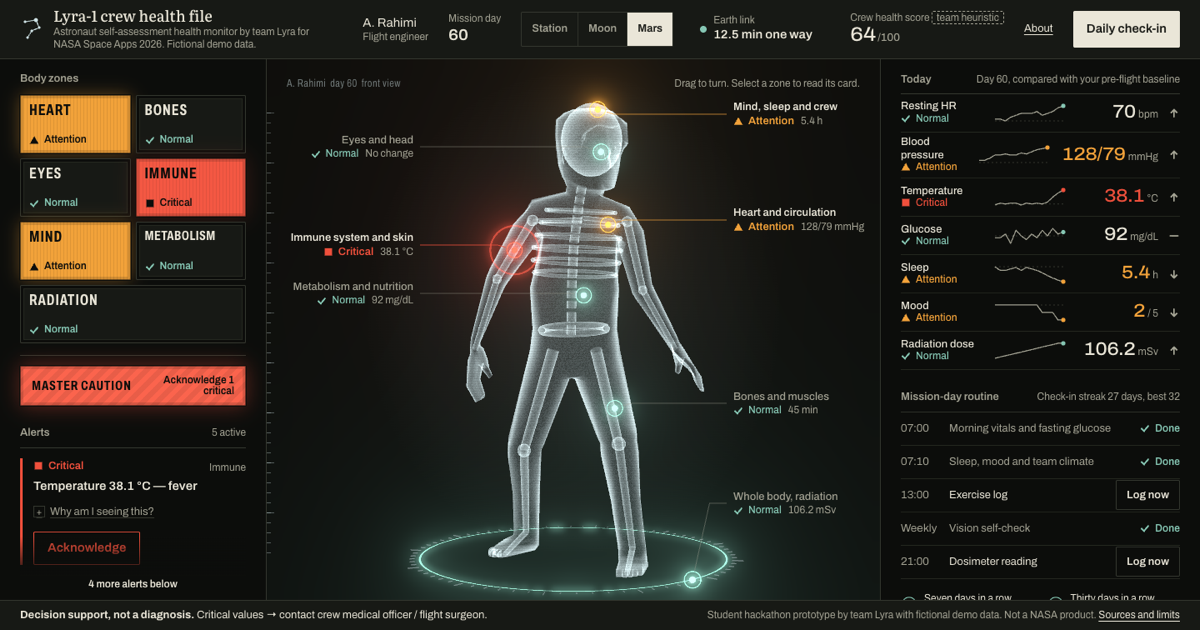 Lyra-1 crew health file
Astronaut self-assessment health monitor by team Lyra for
NASA Space Apps 2026. Fictional demo data.
A. Rahimi
Flight engineer
Mission day
60
Station
Moon
Mars
Earth link
12.5 min one way
Crew health score team heuristic
64/100
About
Daily check-in
Body zones
HEART
Attention
BONES
Normal
EYES
Normal
IMMUNE
Critical
MIND
Attention
METABOLISM
Normal
RADIATION
Normal
MASTER CAUTION
Acknowledge 1
critical
Alerts
5 active
Critical
Immune
Temperature 38.1 °C — fever
+ Why am I seeing this?
Acknowledge
4 more alerts below
A. Rahimi day 60 front view
Drag to turn. Select a zone to read its card.
Mind, sleep and crew
Attention 5.4 h
Eyes and head
Normal No change
Heart and circulation
Attention 128/79 mmHg
Immune system and skin
Critical 38.1 °C
Metabolism and nutrition
Normal 92 mg/dL
Bones and muscles
Normal 45 min
Whole body, radiation
Normal 106.2 mSv
Today
Day 60, compared with your pre-flight baseline
Resting HR
Normal
70 bpm ↑
Blood
pressure
Attention
128/79 mmHg ↑
Temperature
Critical
38.1 °C ↑
Glucose
Normal
92 mg/dL —
Sleep
Attention
5.4 h ↓
Mood
Attention
2 / 5 ↓
Radiation dose
Normal
106.2 mSv ↑
Mission-day routine
Check-in streak 27 days, best 32
07:00 Morning vitals and fasting glucose Done
07:10 Sleep, mood and team climate Done
13:00 Exercise log Log now
Weekly Vision self-check Done
21:00 Dosimeter reading Log now
Seven days in a row
Thirty days in a row
Decision support, not a diagnosis. Critical values → contact crew medical officer / flight surgeon.
Student hackathon prototype by team Lyra with fictional demo data. Not a NASA product. Sources and limits